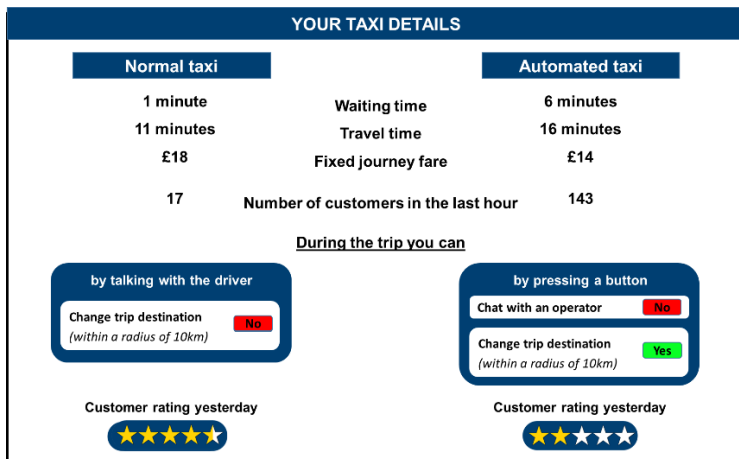 YOUR TAXI DETAILS
Normal taxi
Automated taxi
1 minute
Waiting time
6 minutes
11 minutes
Travel time
16 minutes
£18
Fixed journey fare
£14
17
Number of customers in the last hour
143
During the trip you can
by talking with the driver
Change trip destination
(within a radius of 10km)
No
by pressing a button
Chat with an operator
No
Change trip destination
(within a radius of 10km)
Yes
Customer rating yesterday
Customer rating yesterday